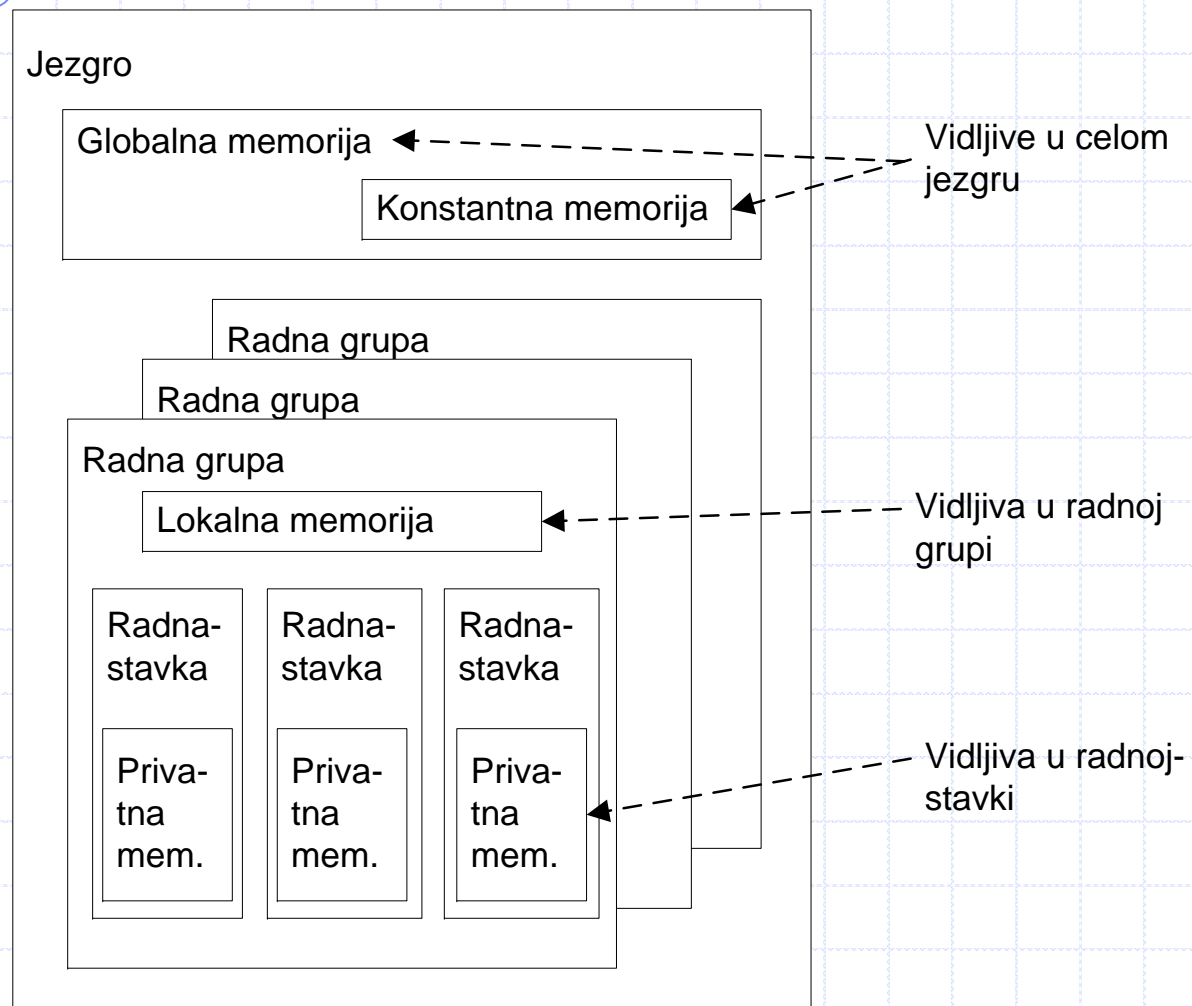 Jezgro
Globalna memorija
Konstantna memorija
Vidljive u celom
jezgru
Radna grupa
Radna grupa
Radna grupa
Lokalna memorija
Vidljiva u radnoj
grupi
Radna-
stavka
Radna-
stavka
Radna-
stavka
Priva-
tna
mem.
Priva-
tna
mem.
Priva-
tna
mem.
Vidljiva u radnoj-
stavki